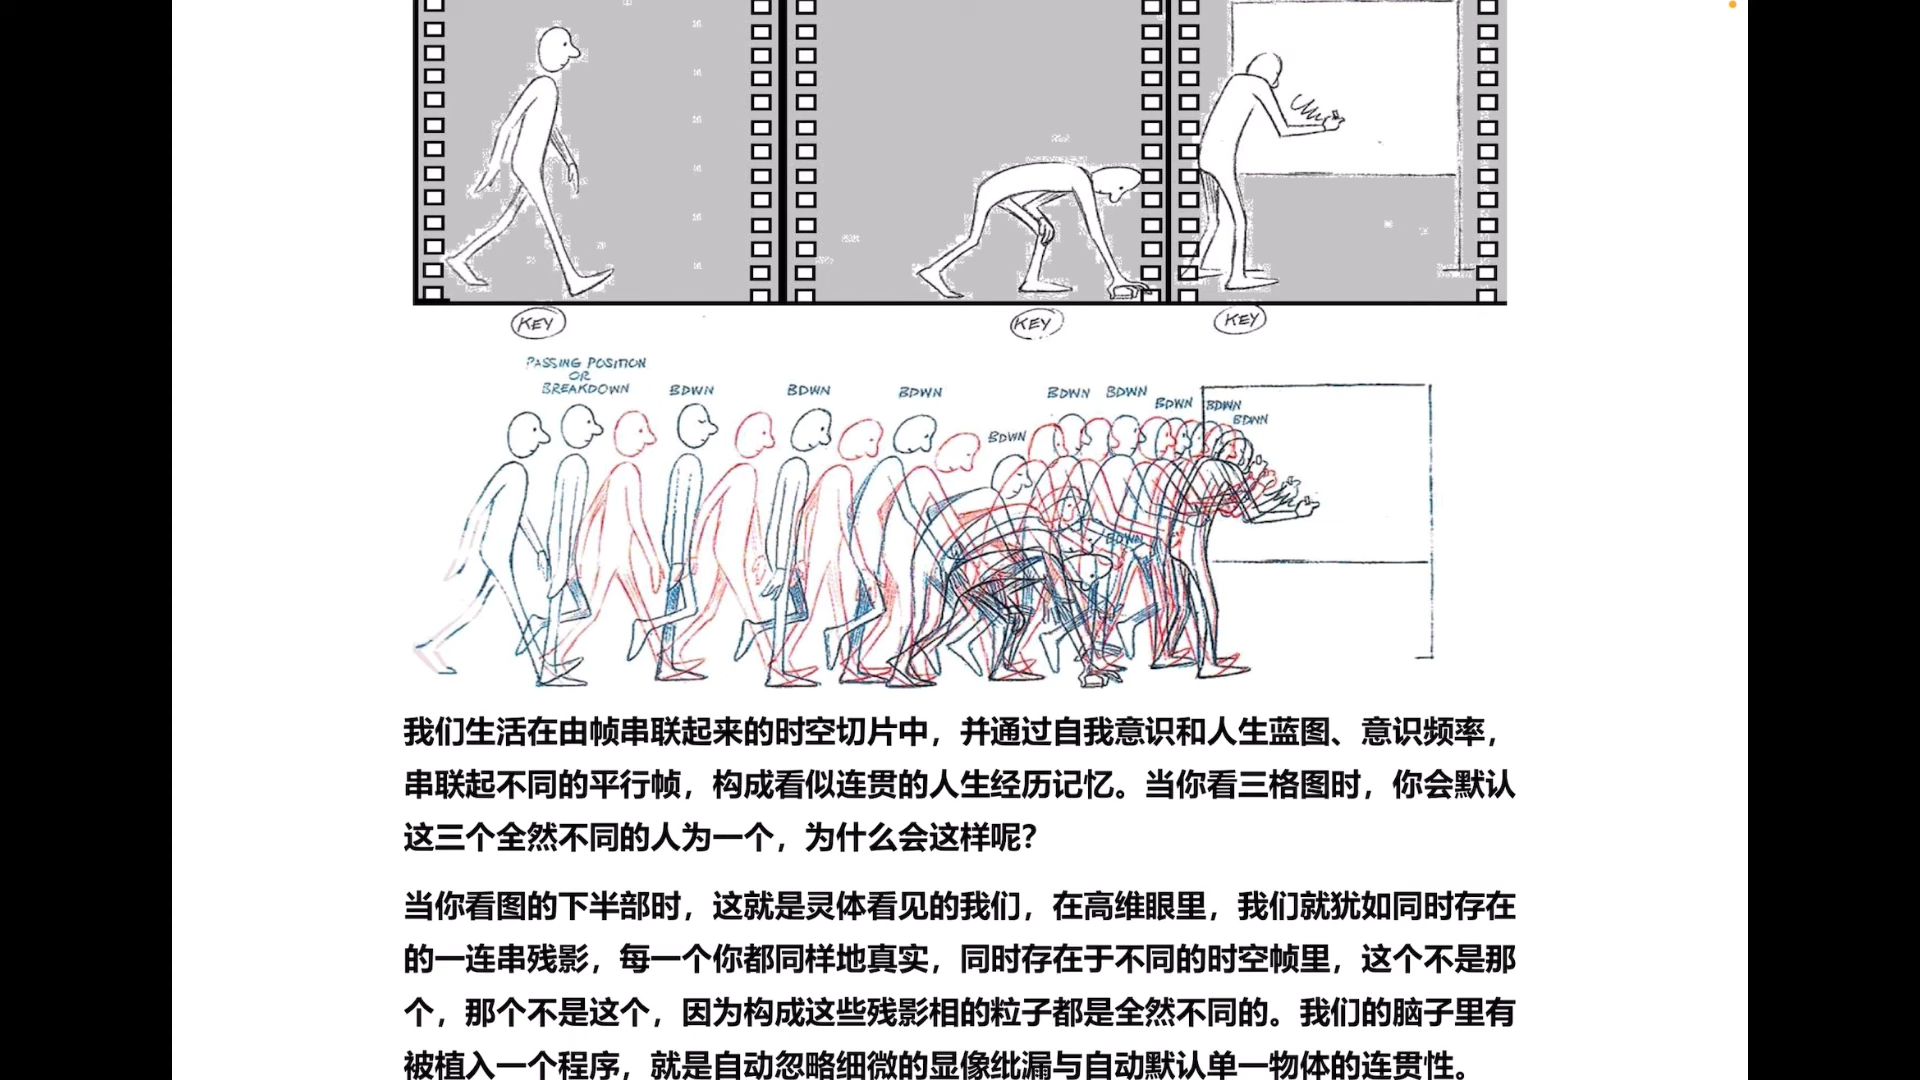 KEY
KEY
KEY
PASSING POSITION
OR
BREAKDOWN
BDWN
BDWN
BDWN
BDWN
BDWN
BDWN
BDWN
BDWN
BDWN
BDWN
我们生活在由帧串联起来的时空切片中，并通过自我意识和人生蓝图、意识频率，
串联起不同的平行帧，构成看似连贯的人生经历记忆。当你看三格图时，你会默认
这三个全然不同的人为一个，为什么会这样呢？
当你看图的下半部时，这就是灵体看见的我们，在高维眼里，我们就犹如同时存在
的一连串残影，每一个你都同样地真实，同时存在于不同的时空帧里，这个不是那
个，那个不是这个，因为构成这些残影相的粒子都是全然不同的。我们的脑子里有
被植入一个程序，就是自动忽略细微的显像纰漏与自动默认单一物体的连贯性。